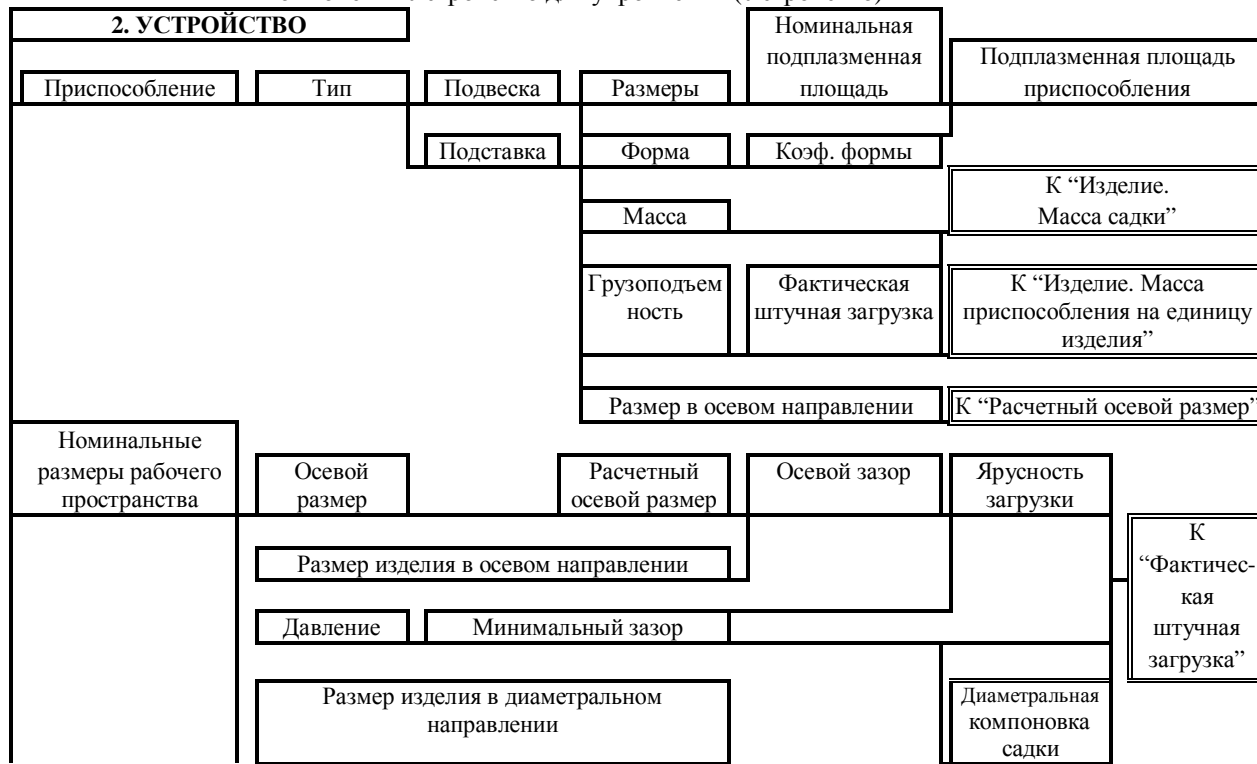 2. УСТРОЙСТВО
Номинальная
подплазменная
площадь
Подплазменная площадь
приспособления
Приспособление
Тип
Подвеска
Размеры
Подставка
Форма
Коэф. формы
К “Изделие.
Масса садки”
Масса
Грузоподъем
ность
Фактическая
штучная загрузка
К “Изделие. Масса
приспособления на единицу
изделия”
Размер в осевом направлении
К “Расчетный осевой размер”
Номинальные
размеры рабочего
пространства
Осевой
размер
Расчетный
осевой размер
Осевой зазор
Ярусность
загрузки
К
“Фактичес-
кая
штучная
загрузка”
Размер изделия в осевом направлении
Давление
Минимальный зазор
Размер изделия в диаметральном
направлении
Диаметральная
компоновка
садки